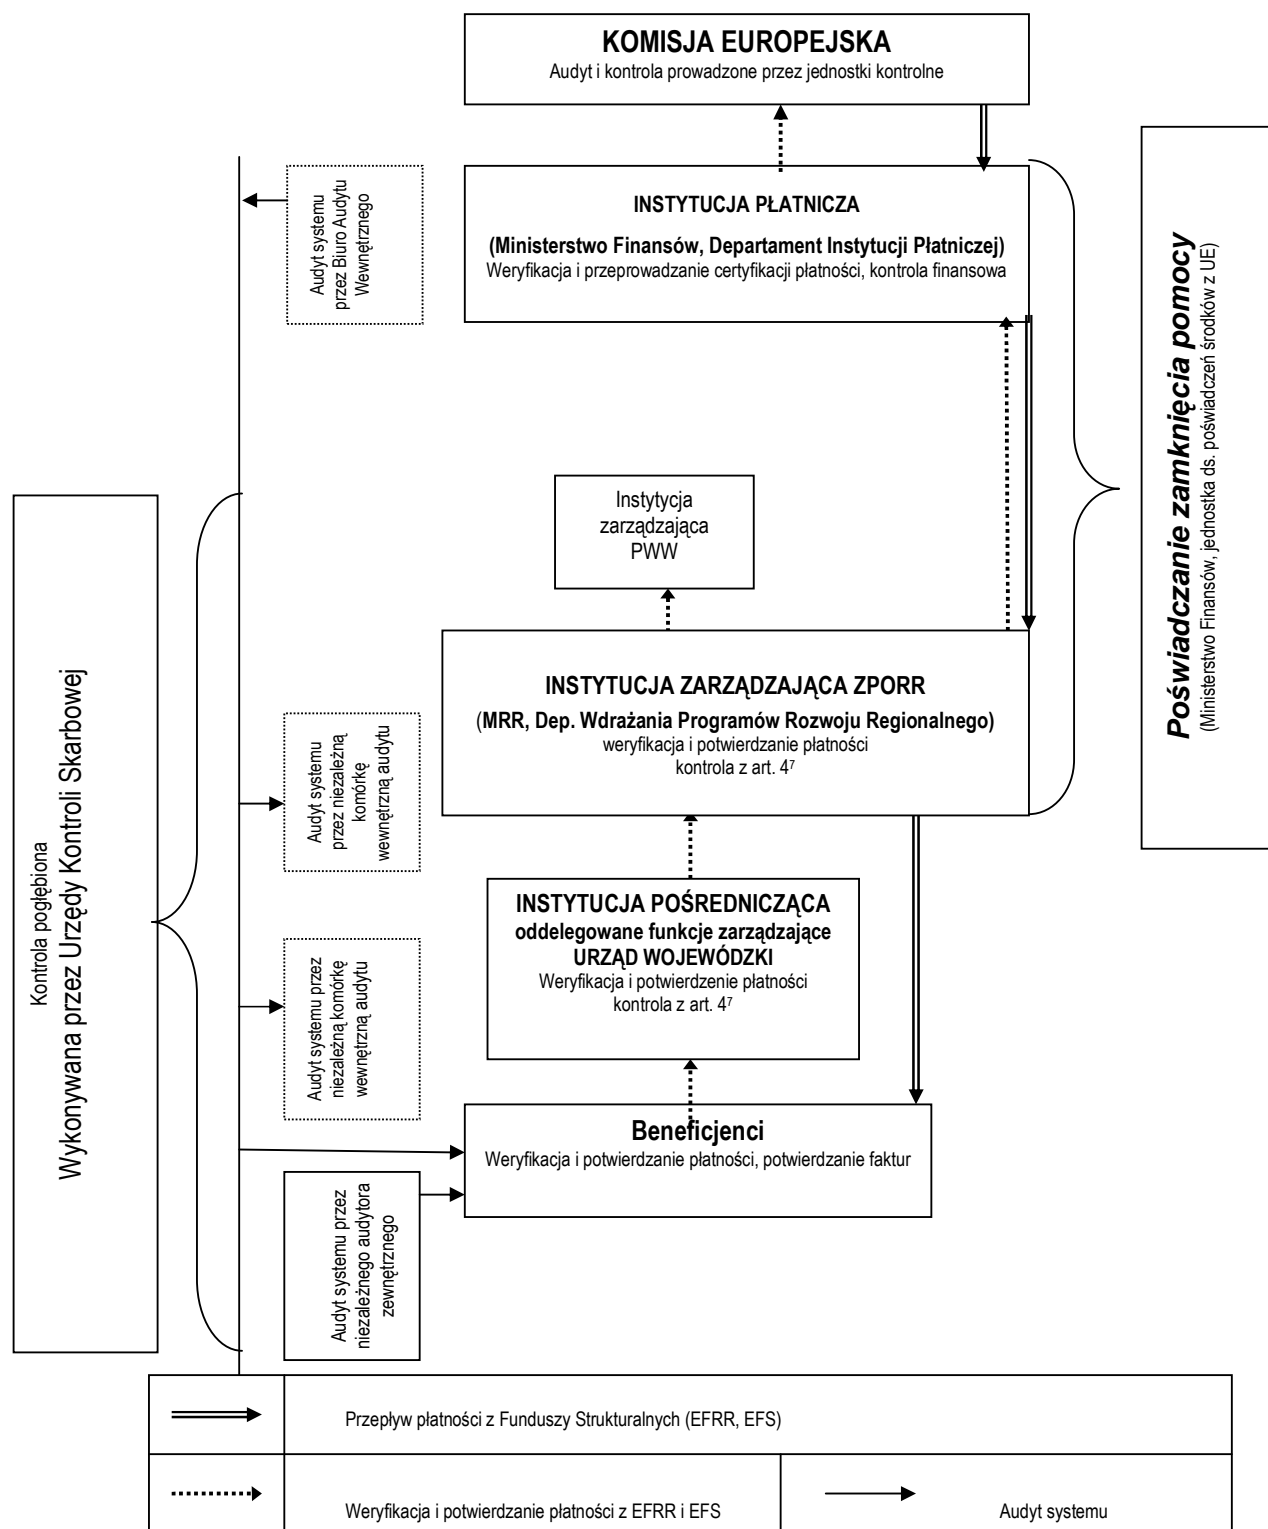 KOMISJA EUROPEJSKA
Audyt i kontrola prowadzone przez jednostki kontrolne
Audyt systemu
przez Biuro Audytu
Wewnętrznego
INSTYTUCJA PŁATNICZA
(Ministerstwo Finansów, Departament Instytucji Płatniczej)
Weryfikacja i przeprowadzanie certyfikacji płatności, kontrola finansowa
Poświadczanie zamknięcia pomocy
(Ministerstwo Finansów, jednostka ds. poświadczeń środków z UE)
Instytycja
zarządzająca
PWW
Kontrola pogłębiona
Wykonywana przez Urzędy Kontroli Skarbowej
INSTYTUCJA ZARZĄDZAJĄCA ZPORR
(MRR, Dep. Wdrażania Programów Rozwoju Regionalnego)
weryfikacja i potwierdzanie płatności
kontrola z art. 4⁷
Audyt systemu
przez niezależną
komórkę
wewnętrzną audytu
INSTYTUCJA POŚREDNICZĄCA
oddelegowane funkcje zarządzające
URZĄD WOJEWÓDZKI
Weryfikacja i potwierdzenie płatności
kontrola z art. 4⁷
Audyt systemu przez
niezależną komórkę
wewnętrzną audytu
Beneficjenci
Weryfikacja i potwierdzanie płatności, potwierdzanie faktur
Audyt systemu przez
niezależnego audytora
zewnętrznego
Przepływ płatności z Funduszy Strukturalnych (EFRR, EFS)
Weryfikacja i potwierdzanie płatności z EFRR i EFS
Audyt systemu